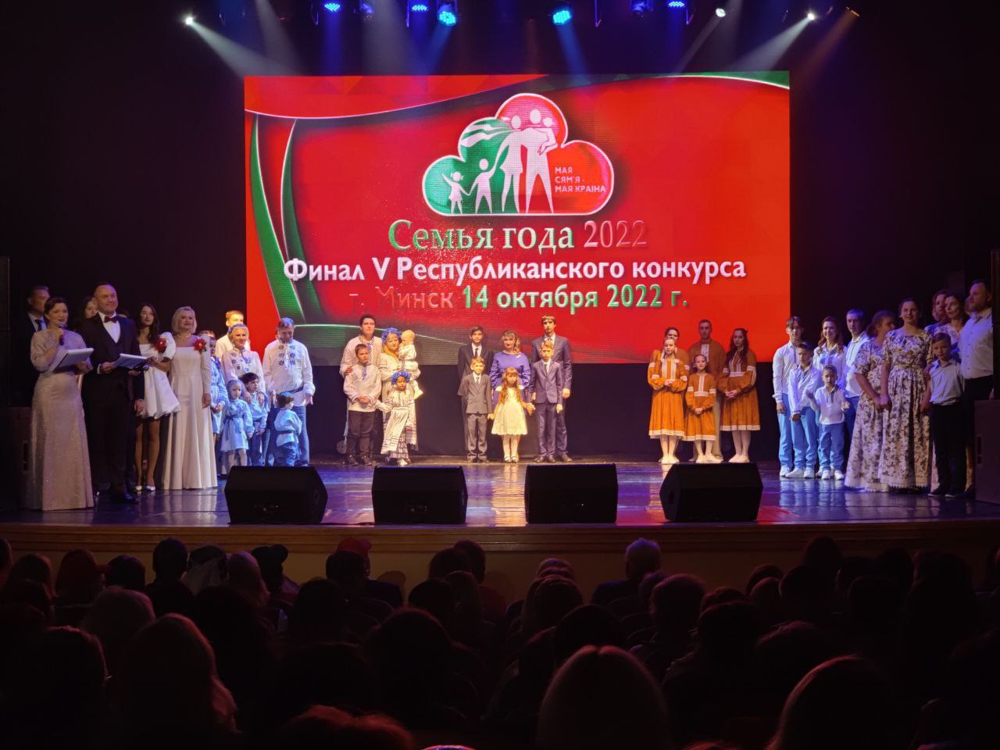 МАЯ
СЯМ'Я -
МАЯ КРАІНА
Семья года 2022
Финал V Республиканского конкурса
г. Минск 14 октября 2022 г.